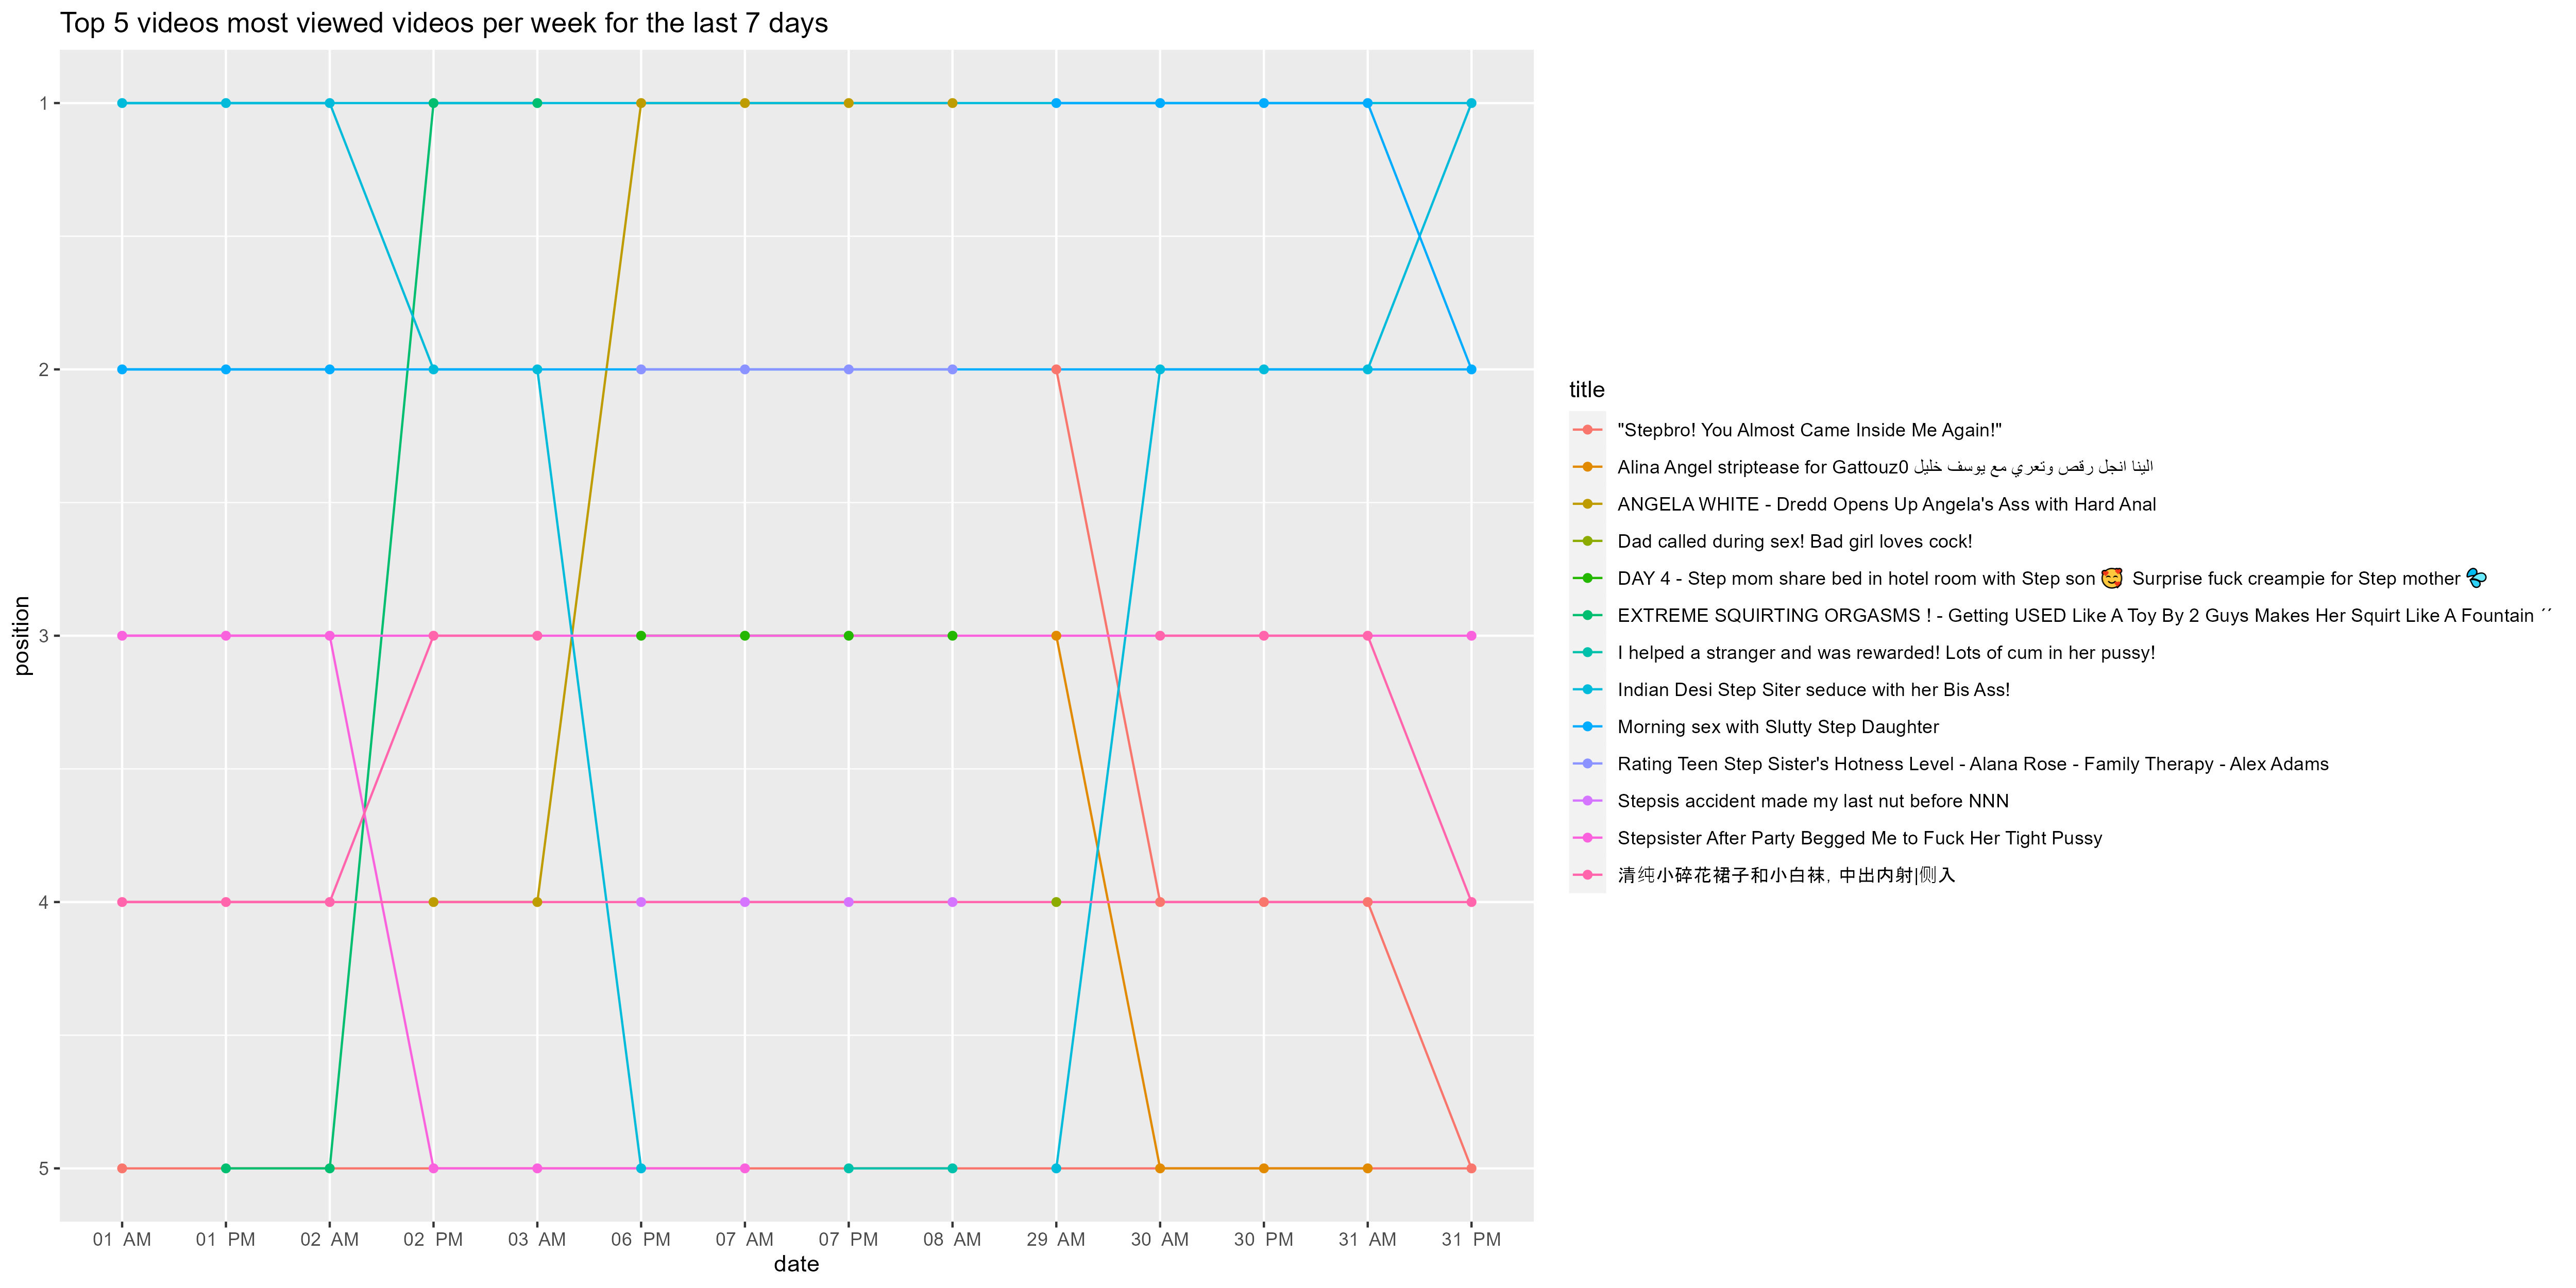 Top 5 videos most viewed videos per week for the last 7 days
position
1
2
3
4
5
01 AM 01 PM 02 AM 02 PM 03 AM 06 PM 07 AM 07 PM 08 AM 29 AM 30 AM 30 PM 31 AM 31 PM
date
title
"Stepbro! You Almost Came Inside Me Again!"
Alina Angel striptease for Gattouz0 الينا انجل رقص وتعري مع يوسف خليل
ANGELA WHITE - Dredd Opens Up Angela's Ass with Hard Anal
Dad called during sex! Bad girl loves cock!
DAY 4 - Step mom share bed in hotel room with Step son 🥰 Surprise fuck creampie for Step mother 💦
EXTREME SQUIRTING ORGASMS ! - Getting USED Like A Toy By 2 Guys Makes Her Squirt Like A Fountain ´´
I helped a stranger and was rewarded! Lots of cum in her pussy!
Indian Desi Step Siter seduce with her Bis Ass!
Morning sex with Slutty Step Daughter
Rating Teen Step Sister's Hotness Level - Alana Rose - Family Therapy - Alex Adams
Stepsis accident made my last nut before NNN
Stepsister After Party Begged Me to Fuck Her Tight Pussy
清纯小碎花裙子和小白袜, 中出内射|侧入